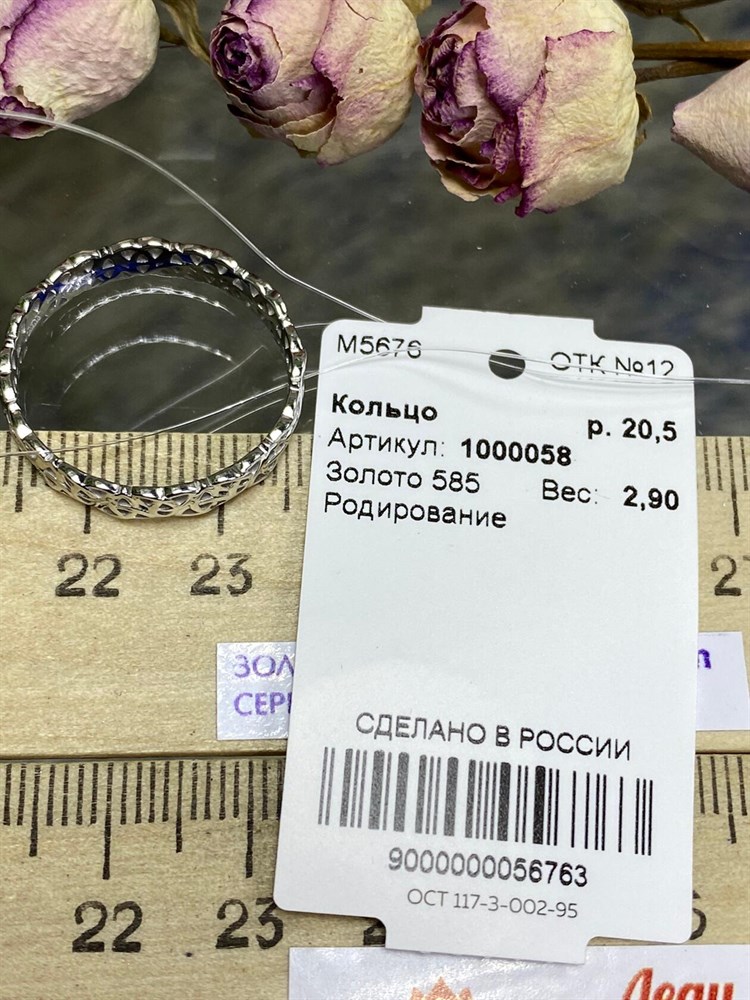 M5676 ОТК №12
Кольцо р. 20,5
Артикул: 1000058
Золото 585 Вес: 2,90
Родирование
22 23
СДЕЛАНО В РОССИИ
9000000056763
ОСТ 117-3-002-95
22 23
Леди